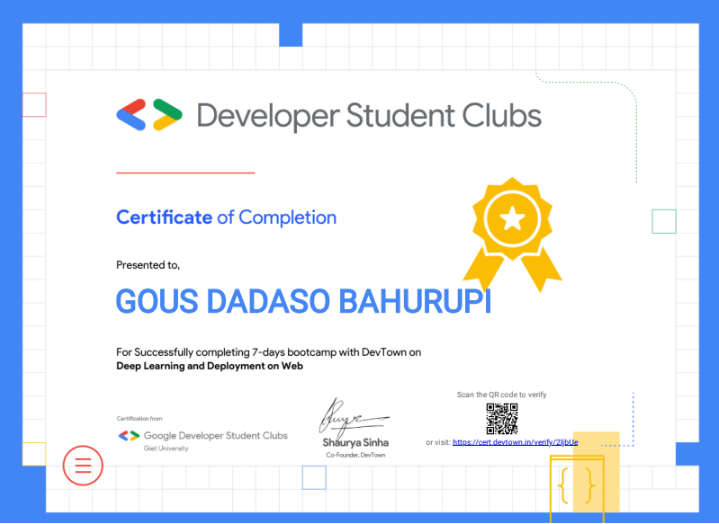 Developer Student Clubs
Certificate of Completion
Presented to,
GOUS DADASO BAHURUPI
For Successfully completing 7-days bootcamp with DevTown on
Deep Learning and Deployment on Web
Scan the QR code to verify
Certification from
Google Developer Student Clubs
Giet University
Shaurya Sinha
Co-Founder, DevTown
or visit: https://cert.devtown.in/verify/2ljbUe
{ }